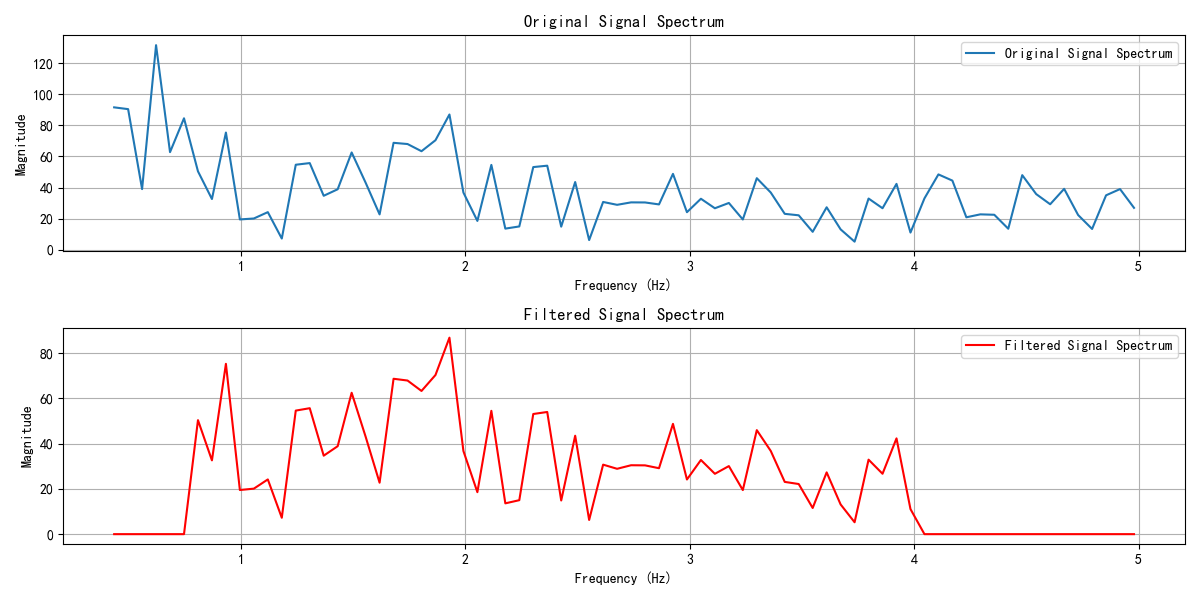 Original Signal Spectrum
Original Signal Spectrum
Magnitude
120
100
80
60
40
20
0
1 2 3 4 5
Frequency (Hz)
Filtered Signal Spectrum
Filtered Signal Spectrum
Magnitude
80
60
40
20
0
1 2 3 4 5
Frequency (Hz)